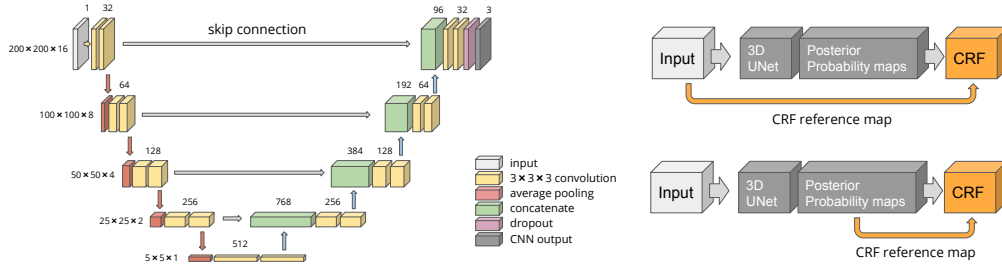 1 32
96 32 3
skip connection
200×200×16
64
192 64
100×100×8
128
384 128
50×50×4
256
768 256
25×25×2
512
5×5×1
input
3×3×3 convolution
average pooling
concatenate
dropout
CNN output
Input
3D
UNet
Posterior
Probability maps
CRF
CRF reference map
Input
3D
UNet
Posterior
Probability maps
CRF
CRF reference map